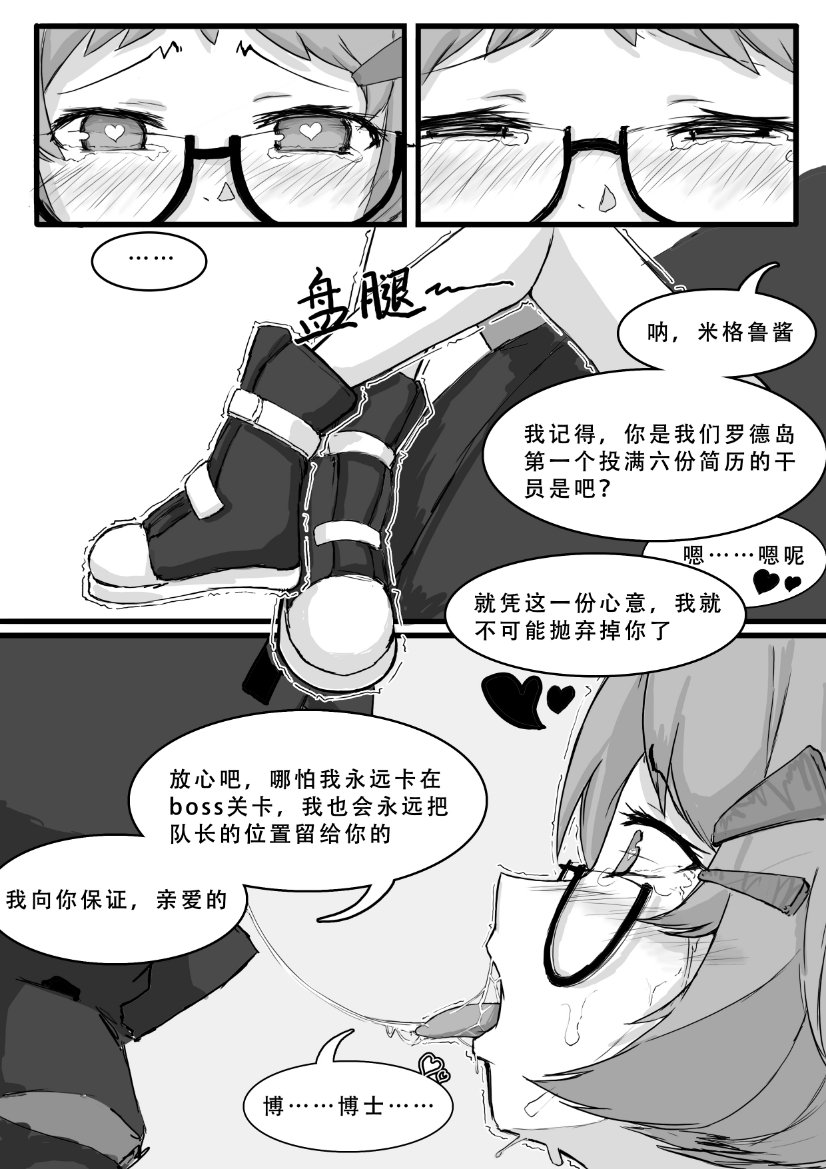 ……
盘腿～
呐，米格鲁酱
我记得，你是我们罗德岛
第一个投满六份简历的干
员是吧？
嗯……嗯呢
就凭这一份心意，我就
不可能抛弃掉你了
放心吧，哪怕我永远卡在
boss关卡，我也会永远把
队长的位置留给你的
我向你保证，亲爱的
博……博士……